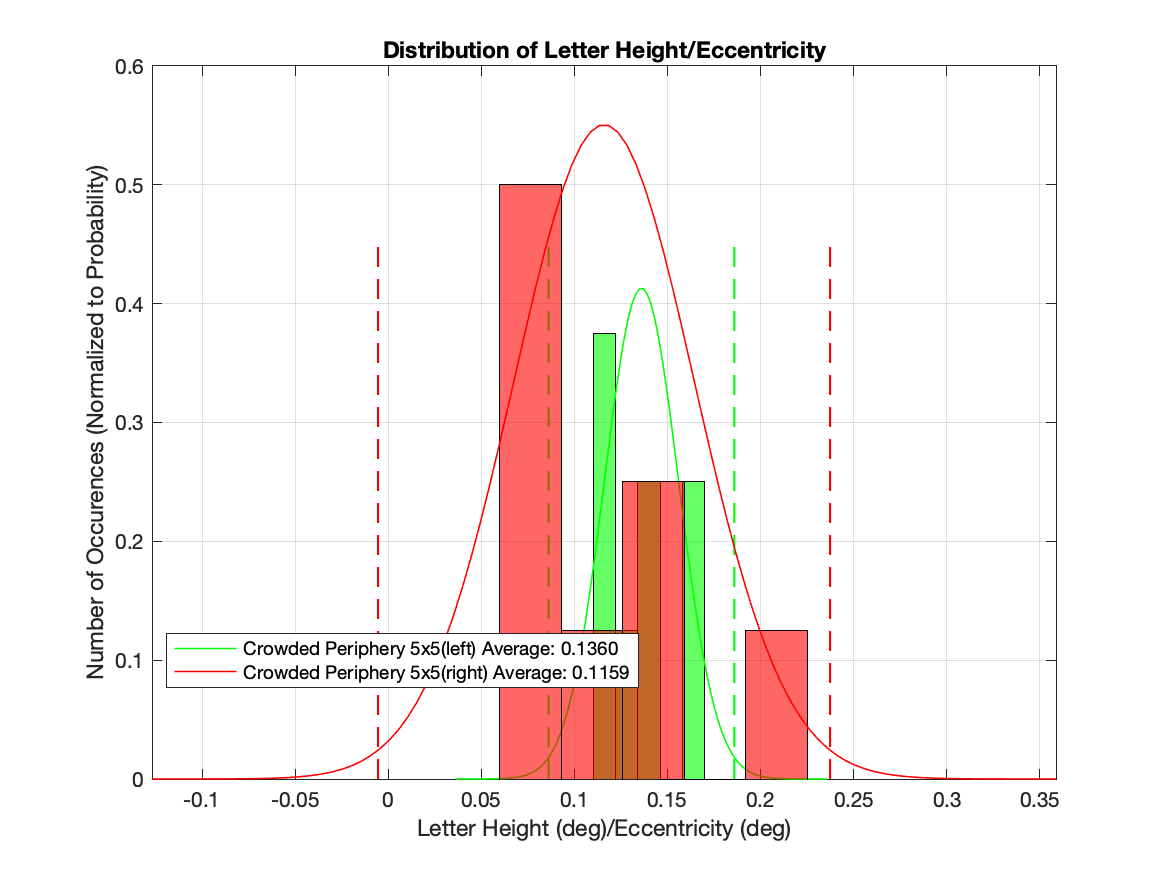 Distribution of Letter Height/Eccentricity
Number of Occurences (Normalized to Probability)
0.6
0.5
0.4
0.3
0.2
0.1
0
Crowded Periphery 5x5(left) Average: 0.1360
Crowded Periphery 5x5(right) Average: 0.1159
-0.1 -0.05 0 0.05 0.1 0.15 0.2 0.25 0.3 0.35
Letter Height (deg)/Eccentricity (deg)